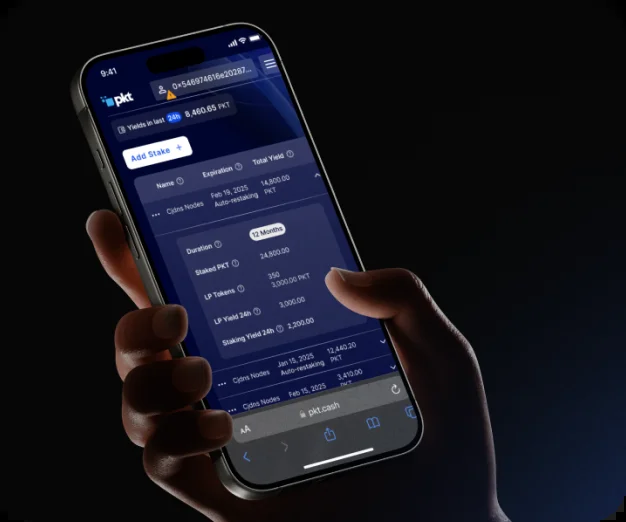 9:41
pkt
0×546974616e20287...
Yields in last 24h 8,460.65 PKT
Add Stake +
Name Expiration Total Yield
Cjdns Nodes Feb 19, 2025 Auto-restaking 14,800.00 PKT
Duration 12 Months
Staked PKT 24,800.00
LP Tokens 350 3,000.00 PKT
LP Yield 24h 3,000.00
Staking Yield 24h 2,200.00
Cjdns Nodes Jan 15, 2025 Auto-restaking 12,440.20 PKT
Cjdns Nodes Feb 15, 2025 3,410.00 PKT
AA pkt.cash